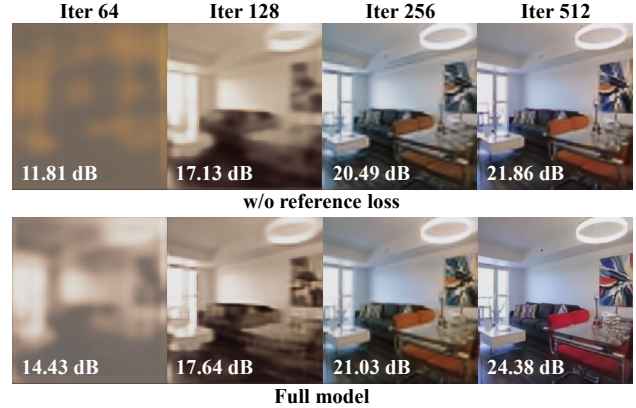 Iter 64 Iter 128 Iter 256 Iter 512
11.81 dB 17.13 dB 20.49 dB 21.86 dB
w/o reference loss
14.43 dB 17.64 dB 21.03 dB 24.38 dB
Full model